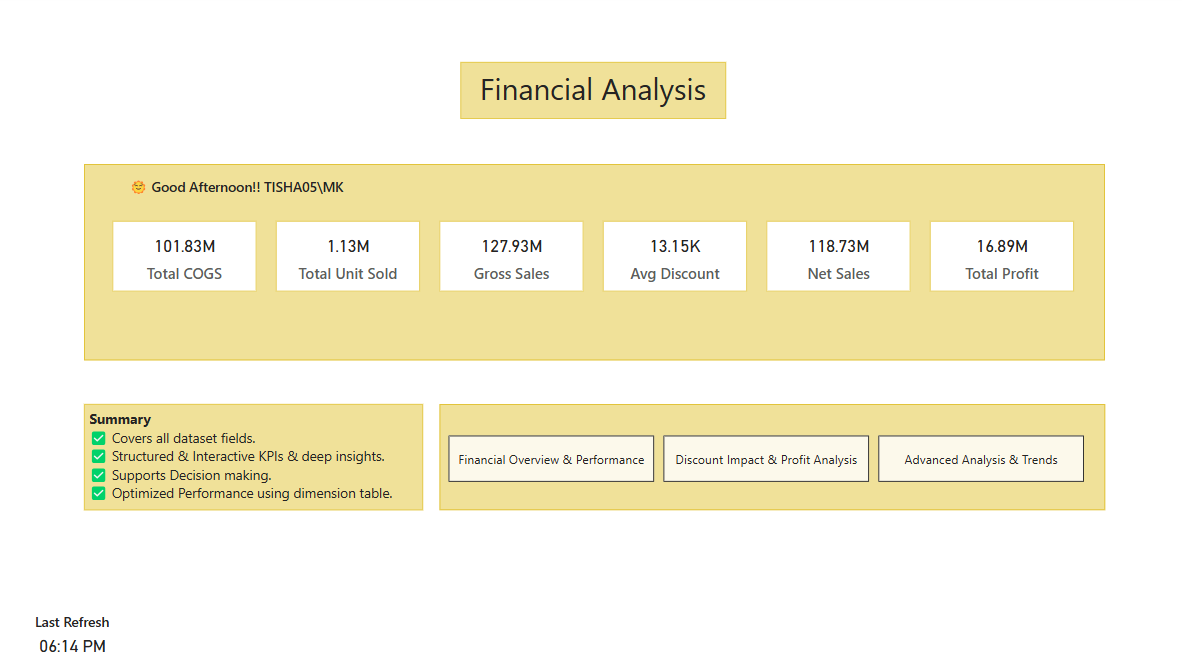 Financial Analysis
🌞 Good Afternoon!! TISHA05\MK
101.83M
Total COGS
1.13M
Total Unit Sold
127.93M
Gross Sales
13.15K
Avg Discount
118.73M
Net Sales
16.89M
Total Profit
Summary
✅ Covers all dataset fields.
✅ Structured & Interactive KPIs & deep insights.
✅ Supports Decision making.
✅ Optimized Performance using dimension table.
Financial Overview & Performance
Discount Impact & Profit Analysis
Advanced Analysis & Trends
Last Refresh
06:14 PM